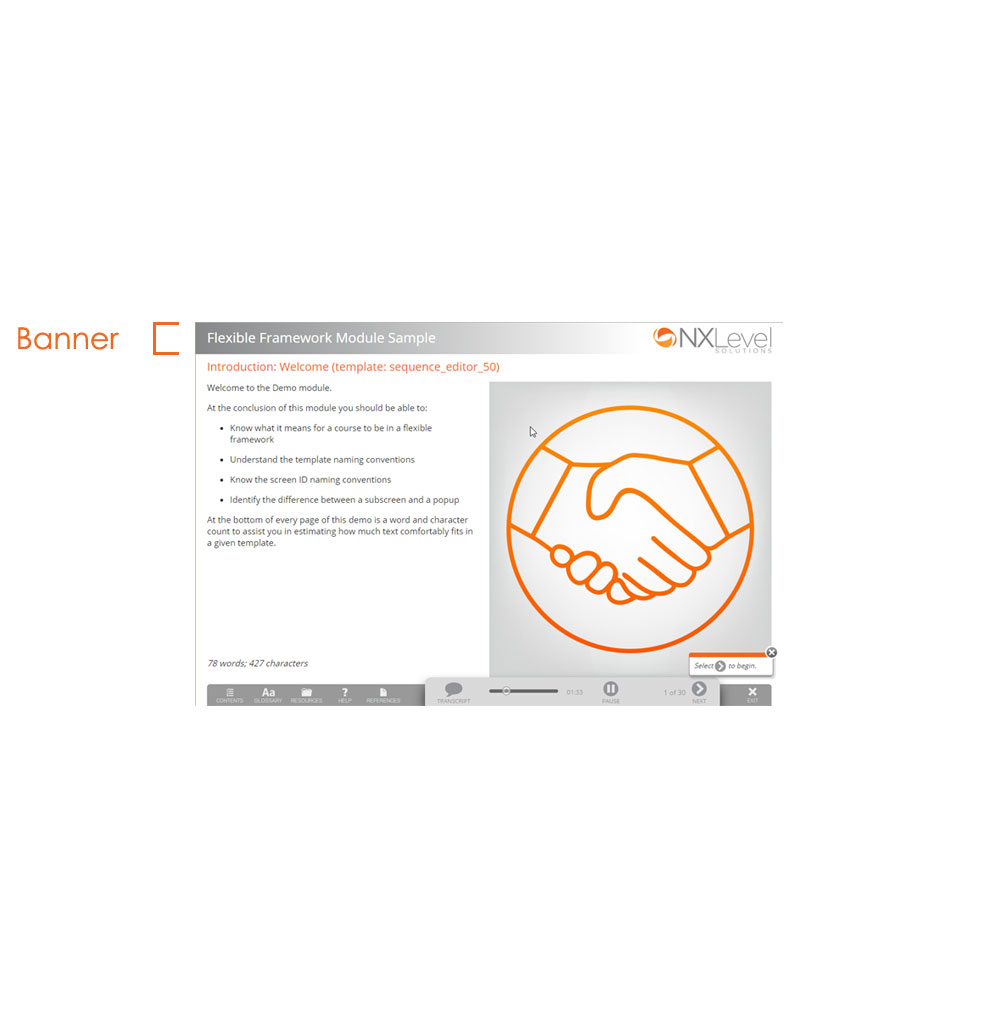 Banner
Flexible Framework Module Sample
NXLevel
SOLUTIONS
Introduction: Welcome (template: sequence_editor_50)
Welcome to the Demo module.
At the conclusion of this module you should be able to:
• Know what it means for a course to be in a flexible
framework
• Understand the template naming conventions
• Know the screen ID naming conventions
• Identify the difference between a subscreen and a popup
At the bottom of every page of this demo is a word and character
count to assist you in estimating how much text comfortably fits in
a given template.
78 words; 427 characters
Select to begin.
CONTENTS
Aa
GLOSSARY
RESOURCES
?
HELP
REFERENCES
TRANSCRIPT
01:33
PAUSE
1 of 30
NEXT
EXIT